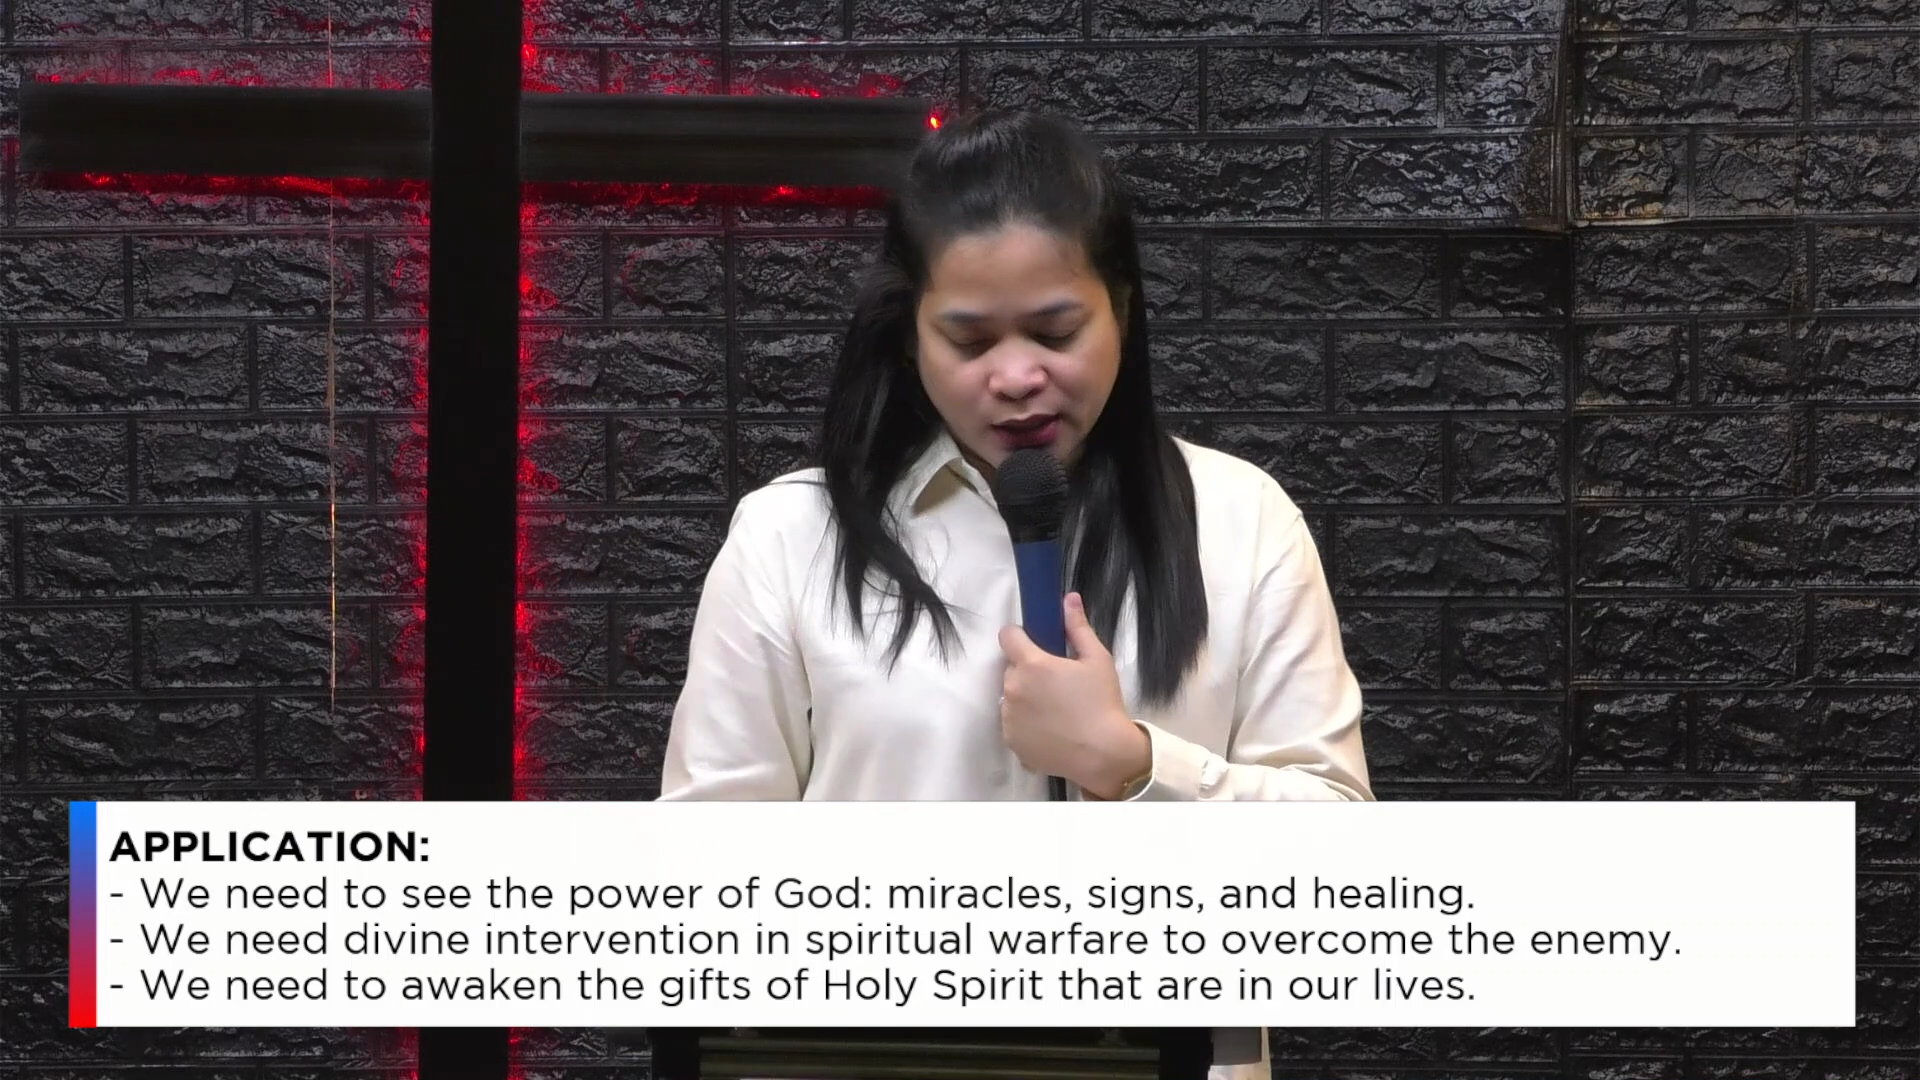 APPLICATION:
- We need to see the power of God: miracles, signs, and healing.
- We need divine intervention in spiritual warfare to overcome the enemy.
- We need to awaken the gifts of Holy Spirit that are in our lives.